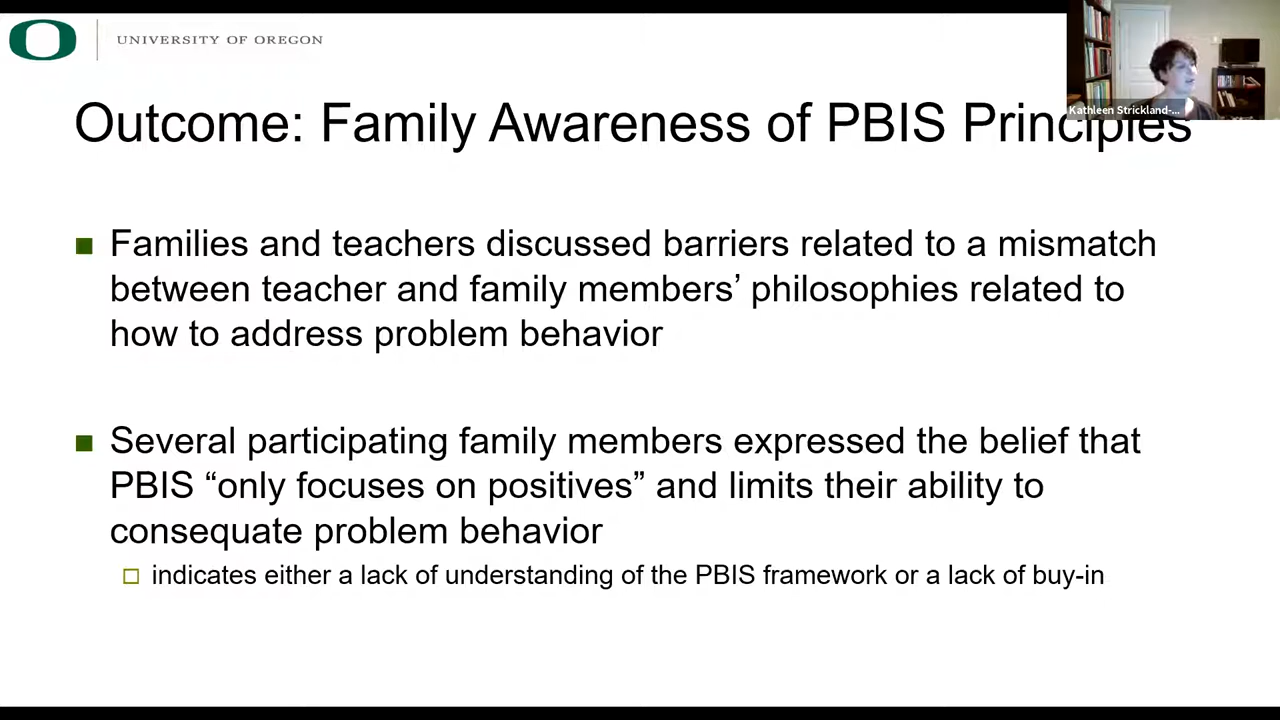 UNIVERSITY OF OREGON
Kathleen Strickland-...
Outcome: Family Awareness of PBIS Principles
■ Families and teachers discussed barriers related to a mismatch
between teacher and family members’ philosophies related to
how to address problem behavior
■ Several participating family members expressed the belief that
PBIS “only focuses on positives” and limits their ability to
consequate problem behavior
□ indicates either a lack of understanding of the PBIS framework or a lack of buy-in